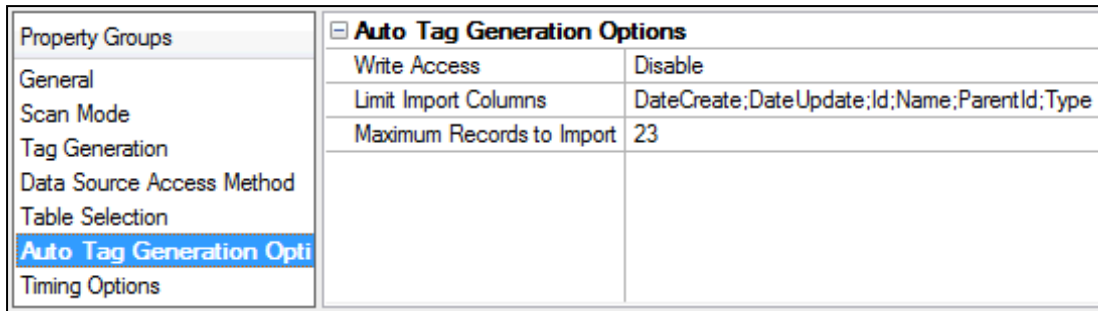 Property Groups
General
Scan Mode
Tag Generation
Data Source Access Method
Table Selection
Auto Tag Generation Opti
Timing Options
Auto Tag Generation Options
Write Access Disable
Limit Import Columns DateCreate;DateUpdate;Id;Name;ParentId;Type
Maximum Records to Import 23